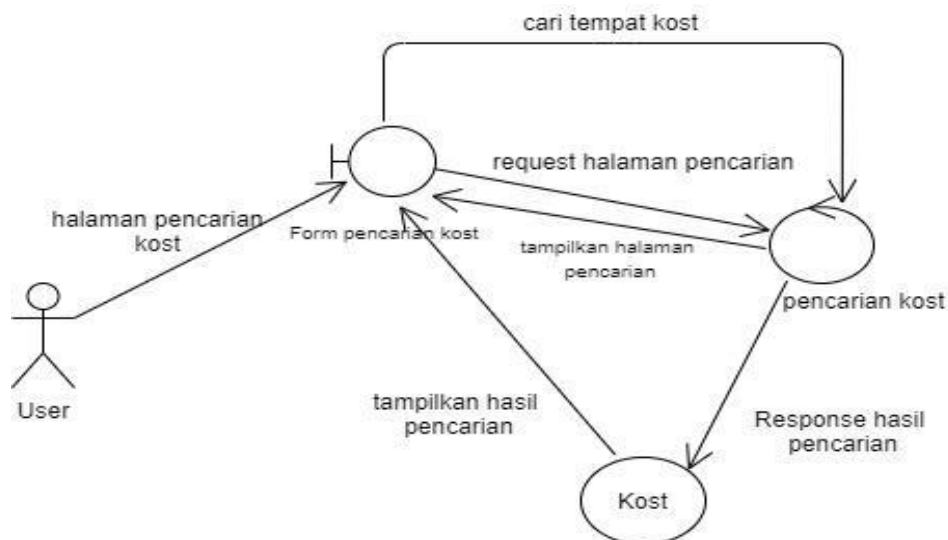 cari tempat kost
request halaman pencarian
halaman pencarian
kost
Form pencarian kost
tampilkan halaman
pencarian
pencarian kost
User
tampilkan hasil
pencarian
Response hasil
pencarian
Kost